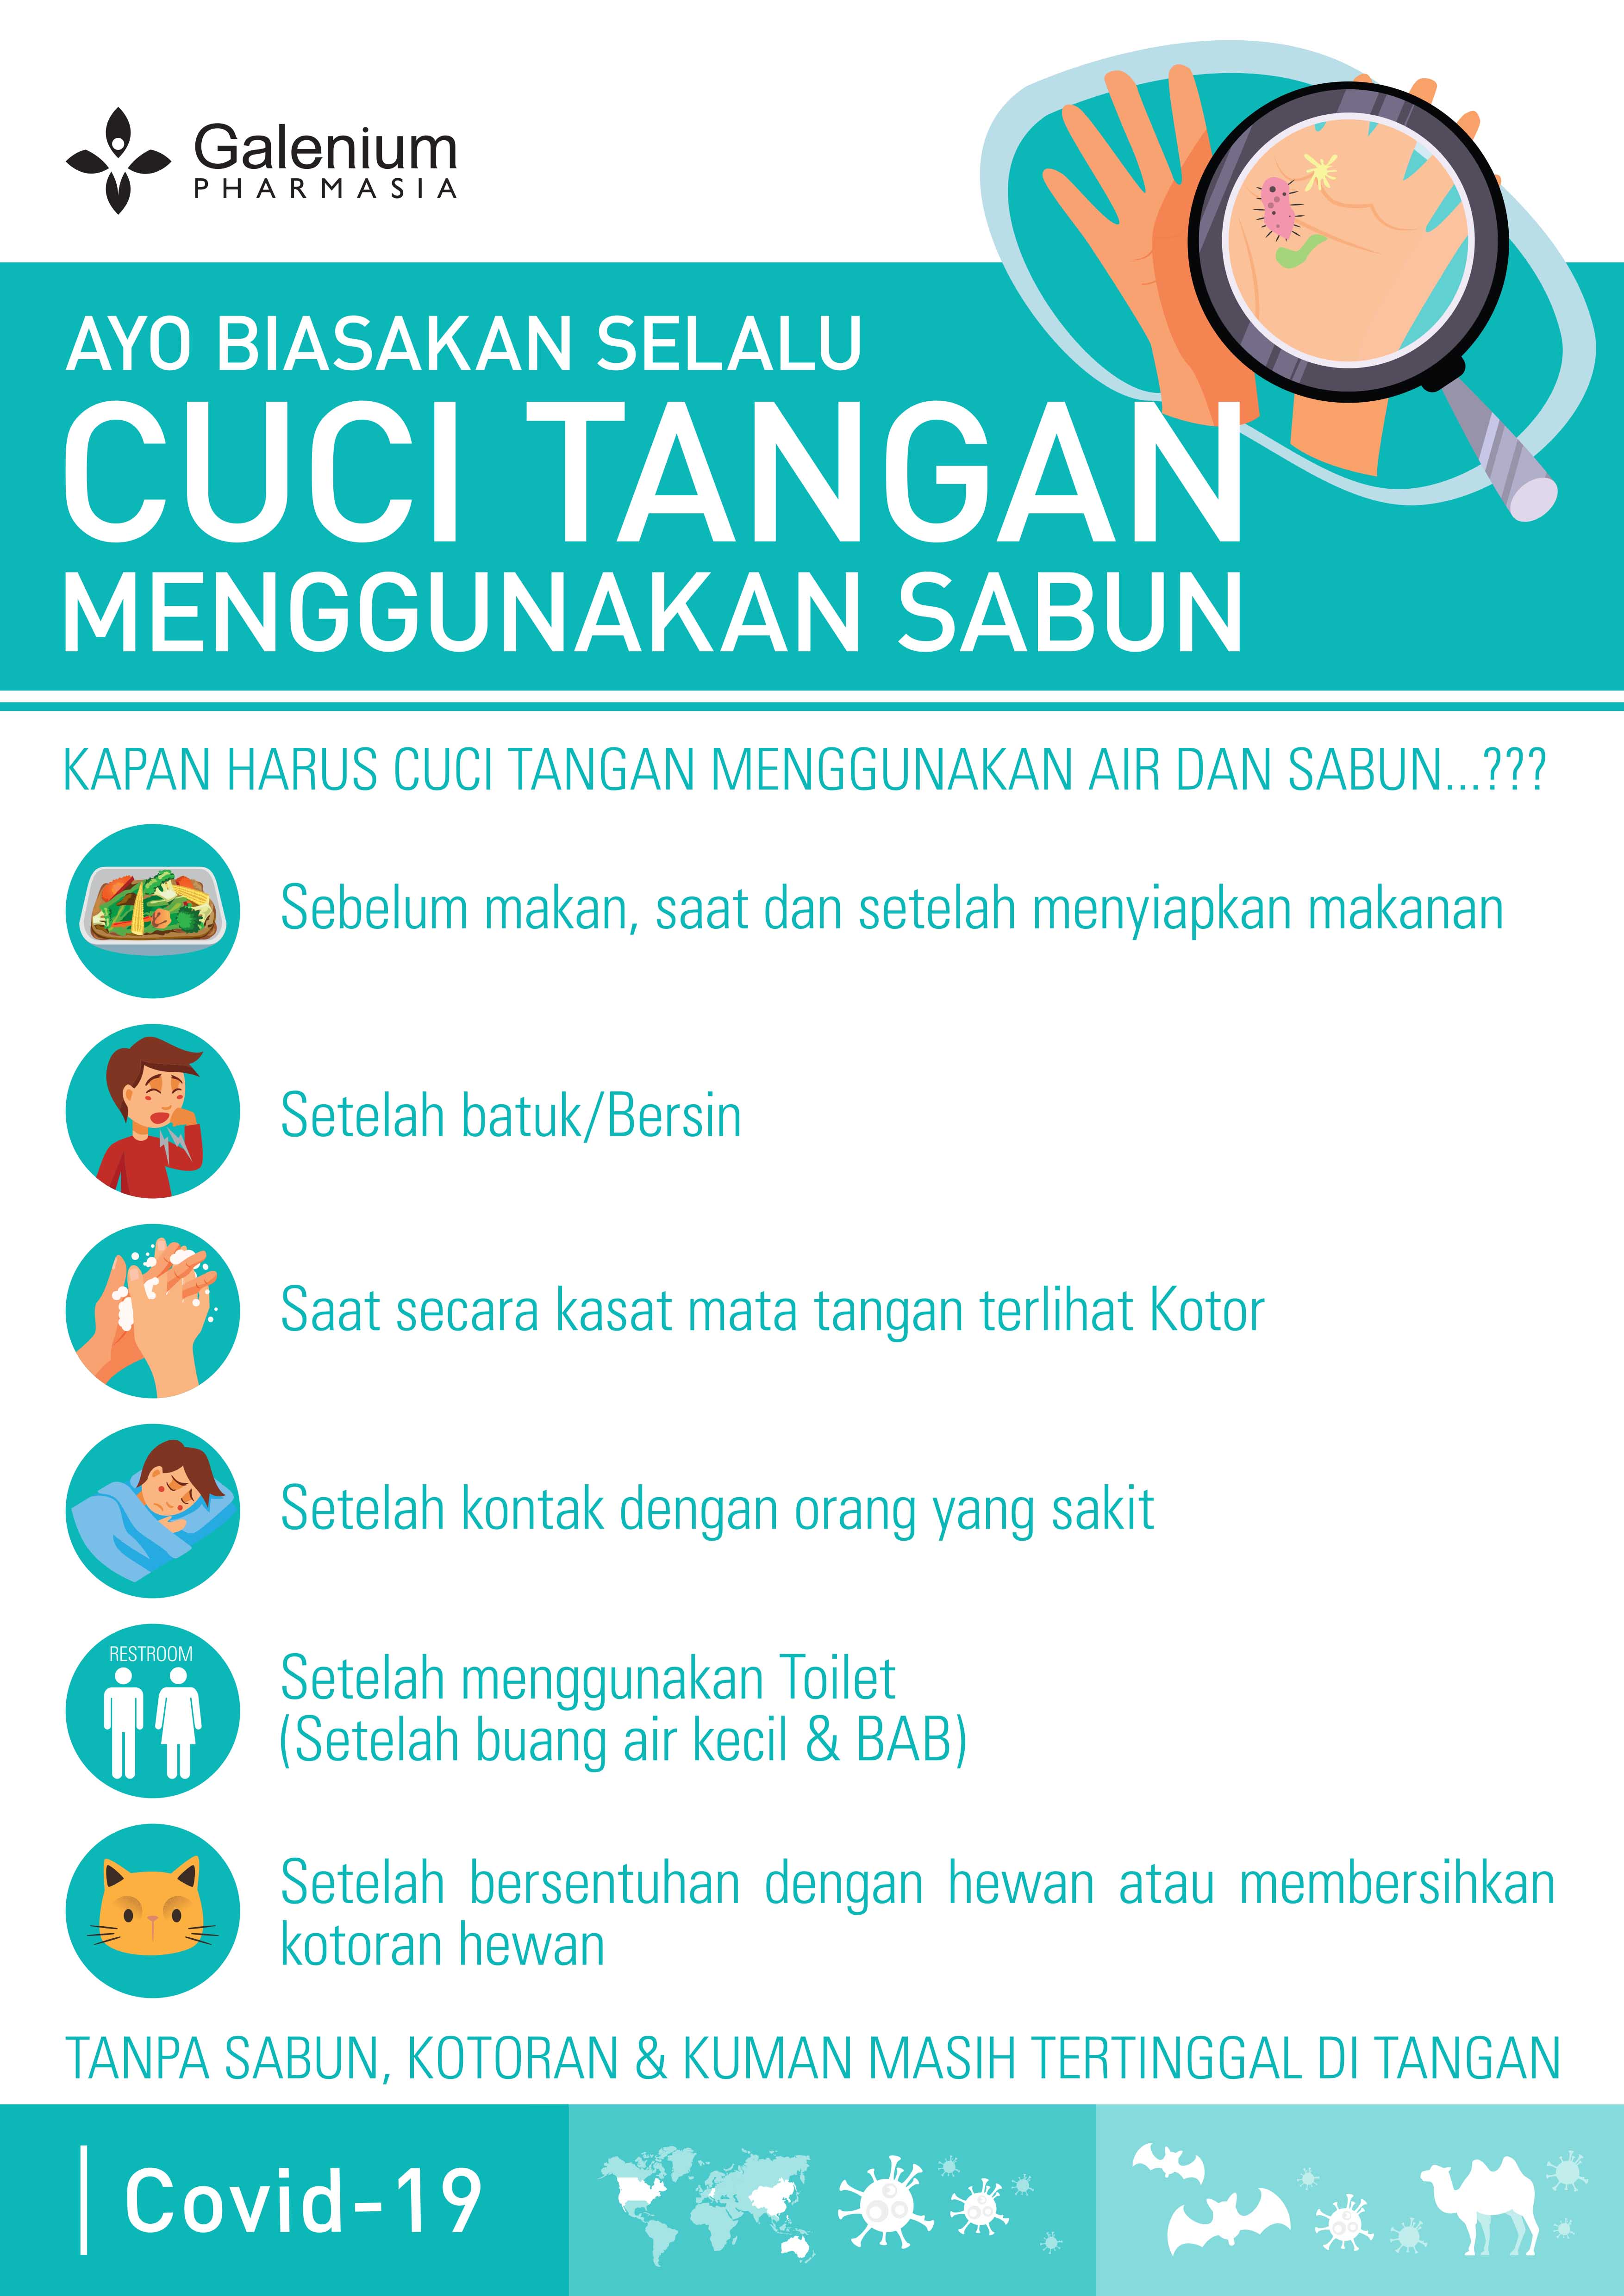 Galenium
PHARMASIA
AYO BIASAKAN SELALU
CUCI TANGAN
MENGGUNAKAN SABUN
KAPAN HARUS CUCI TANGAN MENGGUNAKAN AIR DAN SABUN...???
Sebelum makan, saat dan setelah menyiapkan makanan
Setelah batuk/Bersin
Saat secara kasat mata tangan terlihat Kotor
Setelah kontak dengan orang yang sakit
RESTROOM
Setelah menggunakan Toilet
(Setelah buang air kecil & BAB)
Setelah bersentuhan dengan hewan atau membersihkan
kotoran hewan
TANPA SABUN, KOTORAN & KUMAN MASIH TERTINGGAL DI TANGAN
Covid-19